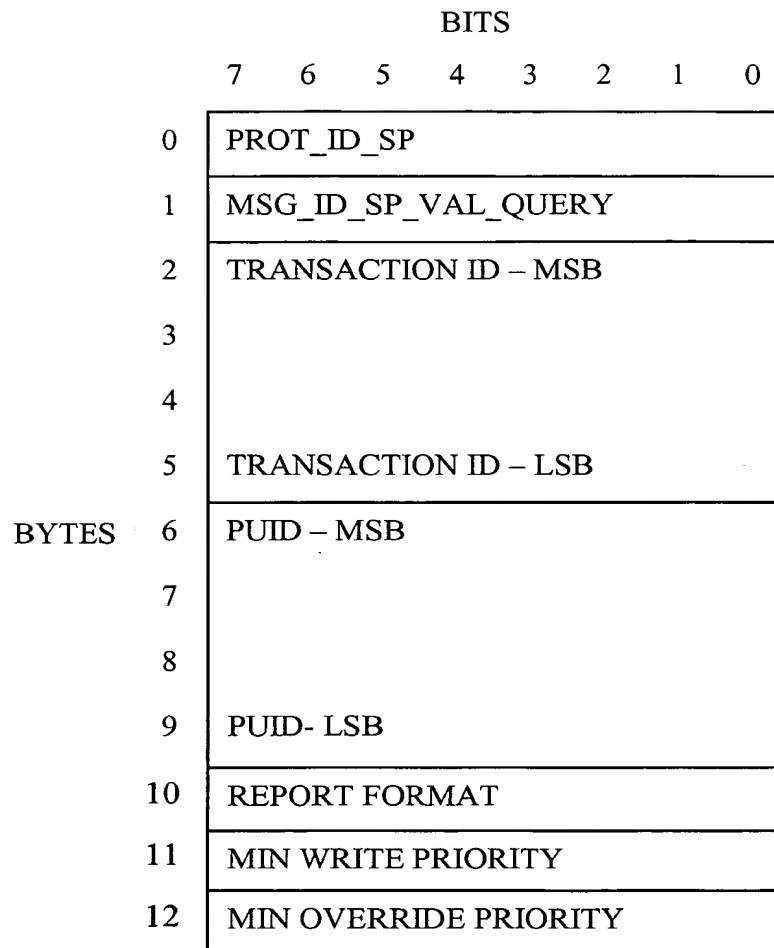 BITS
7 6 5 4 3 2 1 0
0 PROT_ID_SP
1 MSG_ID_SP_VAL_QUERY
2 TRANSACTION ID – MSB
3
4
5 TRANSACTION ID – LSB
BYTES 6 PUID – MSB
7
8
9 PUID- LSB
10 REPORT FORMAT
11 MIN WRITE PRIORITY
12 MIN OVERRIDE PRIORITY